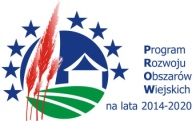 Program
Rozwoju
Obszarów
Wiejskich
na lata 2014-2020